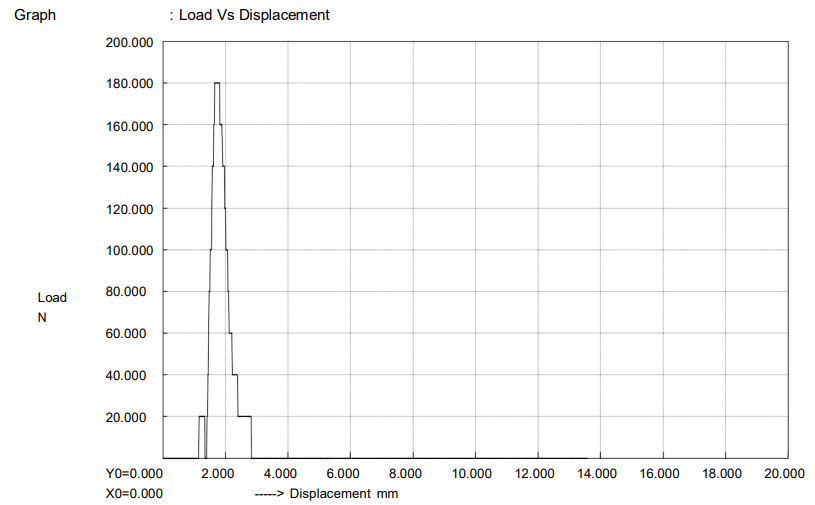 Graph : Load Vs Displacement
200.000
180.000
160.000
140.000
120.000
100.000
80.000
Load
N
60.000
40.000
20.000
Y0=0.000 2.000 4.000 6.000 8.000 10.000 12.000 14.000 16.000 18.000 20.000
X0=0.000 -----> Displacement mm